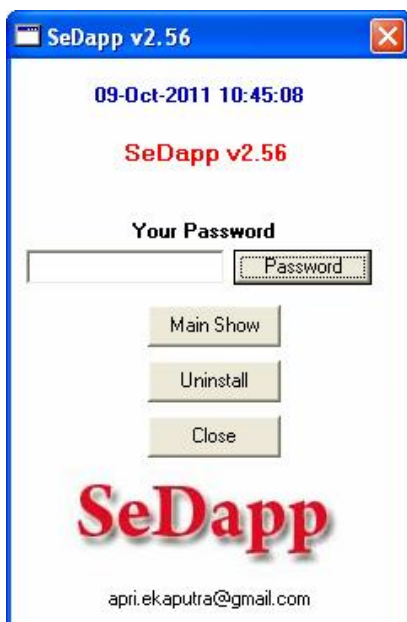 SeDapp v2.56
09-Oct-2011 10:45:08
SeDapp v2.56
Your Password
Password
Main Show
Uninstall
Close
SeDapp
apri.ekaputra@gmail.com